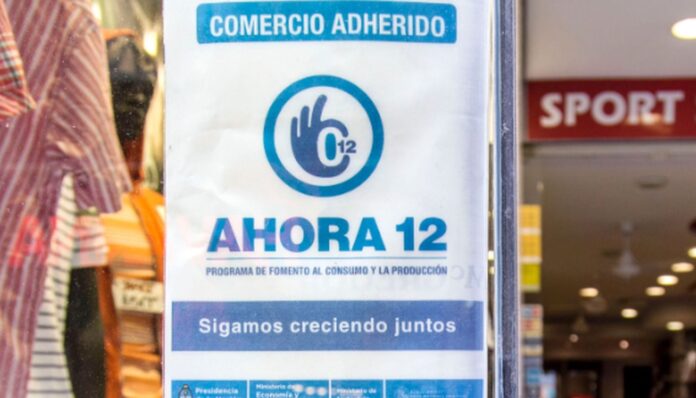 COMERCIO ADHERIDO
12
AHORA 12
PROGRAMA DE FOMENTO AL CONSUMO Y LA PRODUCCIÓN
Sigamos creciendo juntos
Presidencia
Ministerio de
Economía y
Ministerio de
SPORT